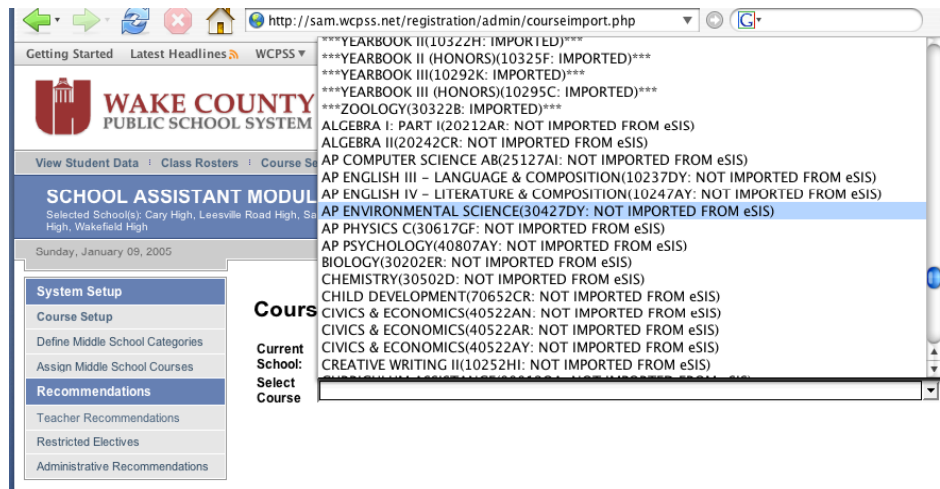 http://sam.wcpss.net/registration/admin/courseimport.php
G
Getting Started Latest Headlines WCPSS
WAKE COUNTY
PUBLIC SCHOOL SYSTEM
View Student Data Class Rosters Course Se
SCHOOL ASSISTANT MODUL
Selected School(s): Cary High, Leesville Road High, Sa
High, Wakefield High
Sunday, January 09, 2005
System Setup
Course Setup
Define Middle School Categories
Assign Middle School Courses
Recommendations
Teacher Recommendations
Restricted Electives
Administrative Recommendations
Cours
Current
School:
Select
Course
***YEARBOOK II(10322H: IMPORTED)***
***YEARBOOK II (HONORS)(10325F: IMPORTED)***
***YEARBOOK III(10292K: IMPORTED)***
***YEARBOOK III (HONORS)(10295C: IMPORTED)***
***ZOOLOGY(30322B: IMPORTED)***
ALGEBRA I: PART I(20212AR: NOT IMPORTED FROM eSIS)
ALGEBRA II(20242CR: NOT IMPORTED FROM eSIS)
AP COMPUTER SCIENCE AB(25127AI: NOT IMPORTED FROM eSIS)
AP ENGLISH III – LANGUAGE & COMPOSITION(10237DY: NOT IMPORTED FROM eSIS)
AP ENGLISH IV – LITERATURE & COMPOSITION(10247AY: NOT IMPORTED FROM eSIS)
AP ENVIRONMENTAL SCIENCE(30427DY: NOT IMPORTED FROM eSIS)
AP PHYSICS C(30617GF: NOT IMPORTED FROM eSIS)
AP PSYCHOLOGY(40807AY: NOT IMPORTED FROM eSIS)
BIOLOGY(30202ER: NOT IMPORTED FROM eSIS)
CHEMISTRY(30502D: NOT IMPORTED FROM eSIS)
CHILD DEVELOPMENT(70652CR: NOT IMPORTED FROM eSIS)
CIVICS & ECONOMICS(40522AN: NOT IMPORTED FROM eSIS)
CIVICS & ECONOMICS(40522AR: NOT IMPORTED FROM eSIS)
CIVICS & ECONOMICS(40522AY: NOT IMPORTED FROM eSIS)
CREATIVE WRITING II(10252HI: NOT IMPORTED FROM eSIS)